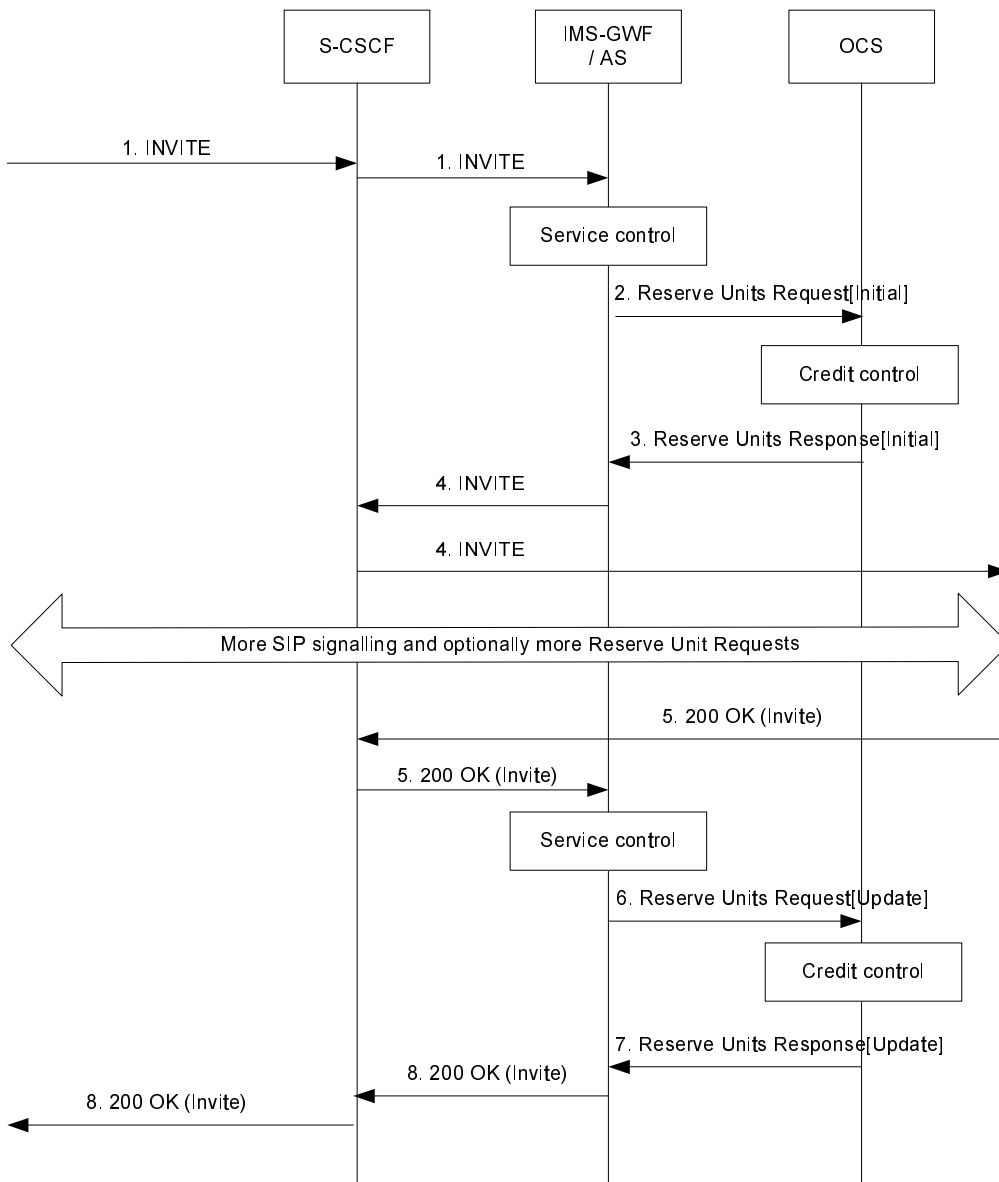 S-CSCF
IMS-GWF
/ AS
OCS
1. INVITE
1. INVITE
Service control
2. Reserve Units Request[Initial]
Credit control
3. Reserve Units Response[Initial]
4. INVITE
4. INVITE
More SIP signalling and optionally more Reserve Unit Requests
5. 200 OK (Invite)
5. 200 OK (Invite)
Service control
6. Reserve Units Request[Update]
Credit control
7. Reserve Units Response[Update]
8. 200 OK (Invite)
8. 200 OK (Invite)